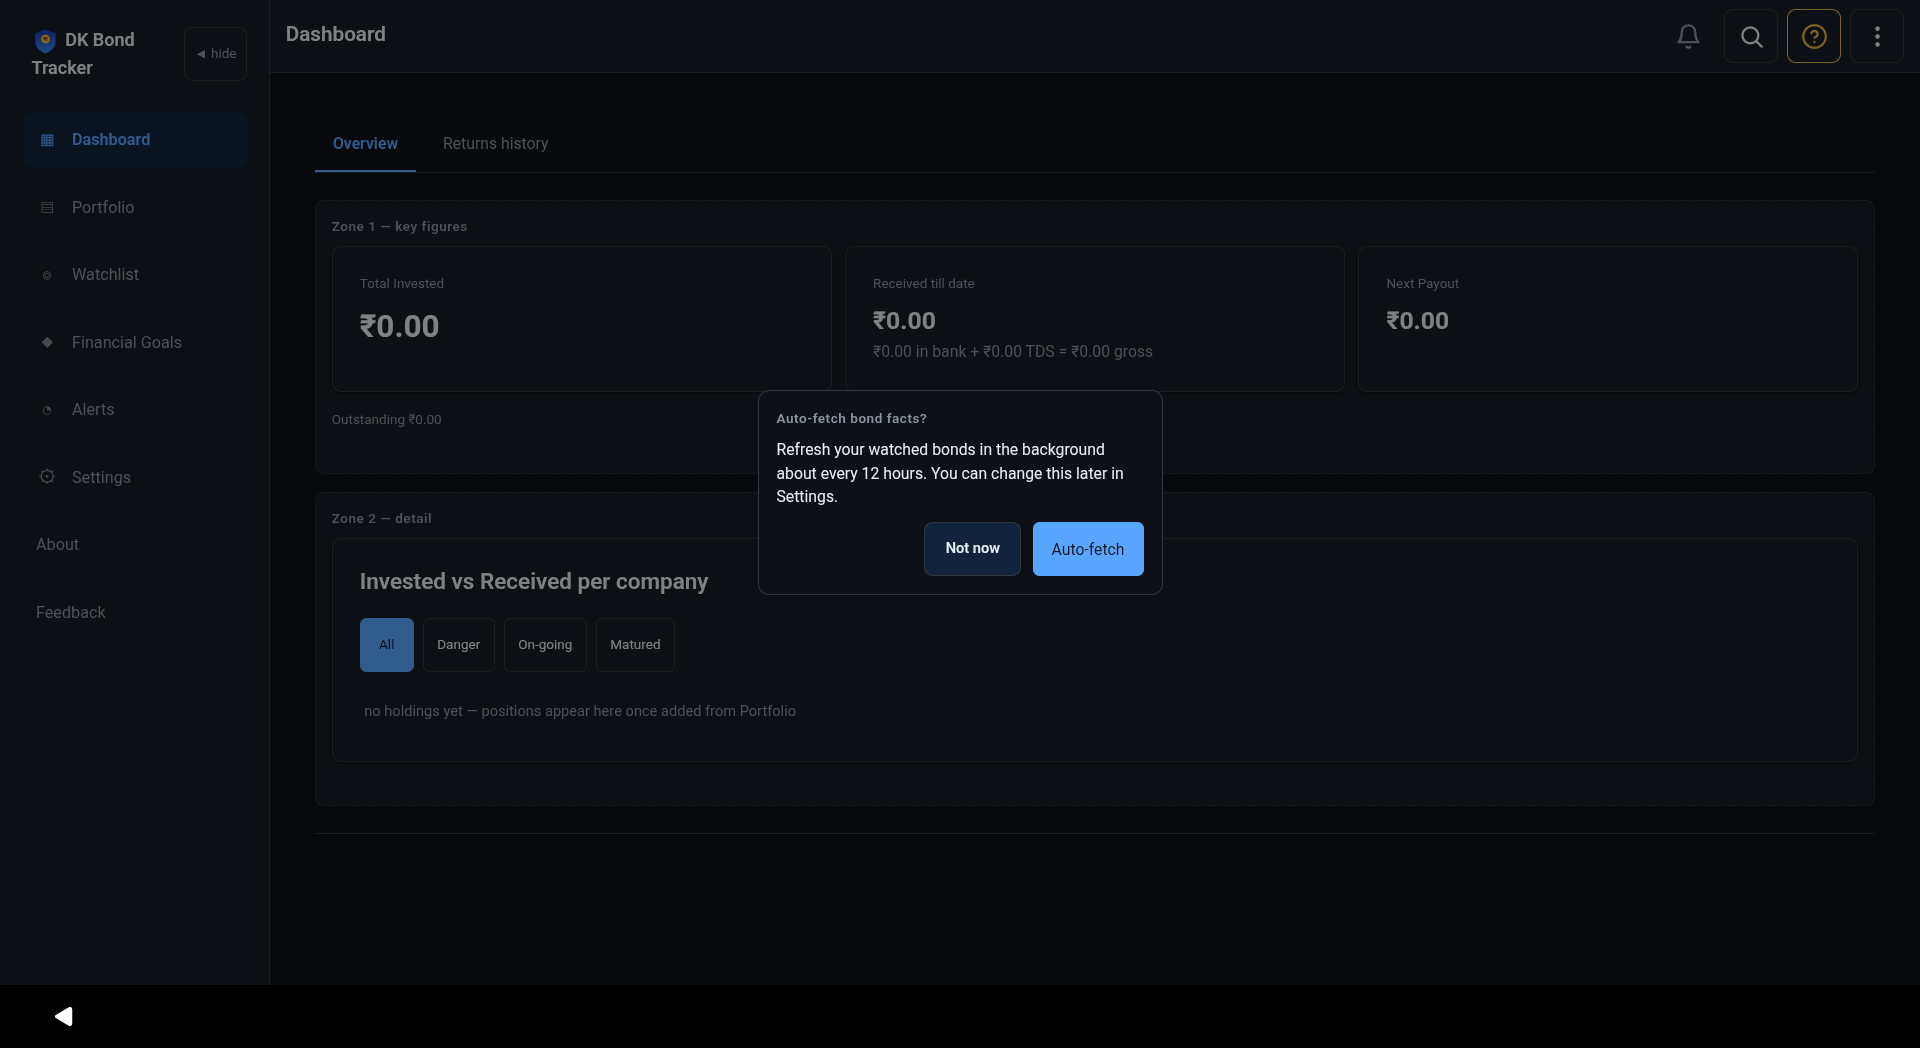 DK Bond
Tracker
◄ hide
Dashboard
Dashboard
Portfolio
Watchlist
Financial Goals
Alerts
Settings
About
Feedback
Overview
Returns history
Zone 1 — key figures
Total Invested
₹0.00
Received till date
₹0.00
₹0.00 in bank + ₹0.00 TDS = ₹0.00 gross
Next Payout
₹0.00
Outstanding ₹0.00
Auto-fetch bond facts?
Refresh your watched bonds in the background
about every 12 hours. You can change this later in
Settings.
Not now
Auto-fetch
Zone 2 — detail
Invested vs Received per company
All
Danger
On-going
Matured
no holdings yet — positions appear here once added from Portfolio